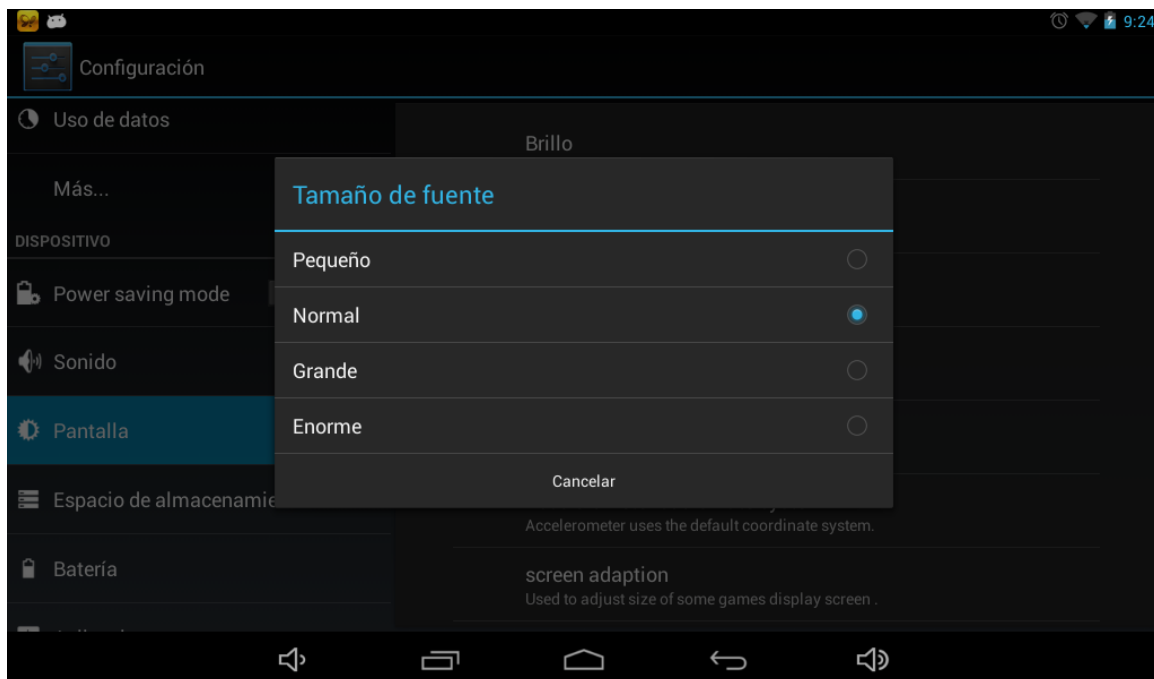 9:24
Configuración
Uso de datos
Brillo
Más...
Tamaño de fuente
DISPOSITIVO
Pequeño
Power saving mode
Normal
Sonido
Grande
Pantalla
Enorme
Cancelar
Espacio de almacenamie
Accelerometer uses the default coordinate system.
Batería
screen adaption
Used to adjust size of some games display screen .